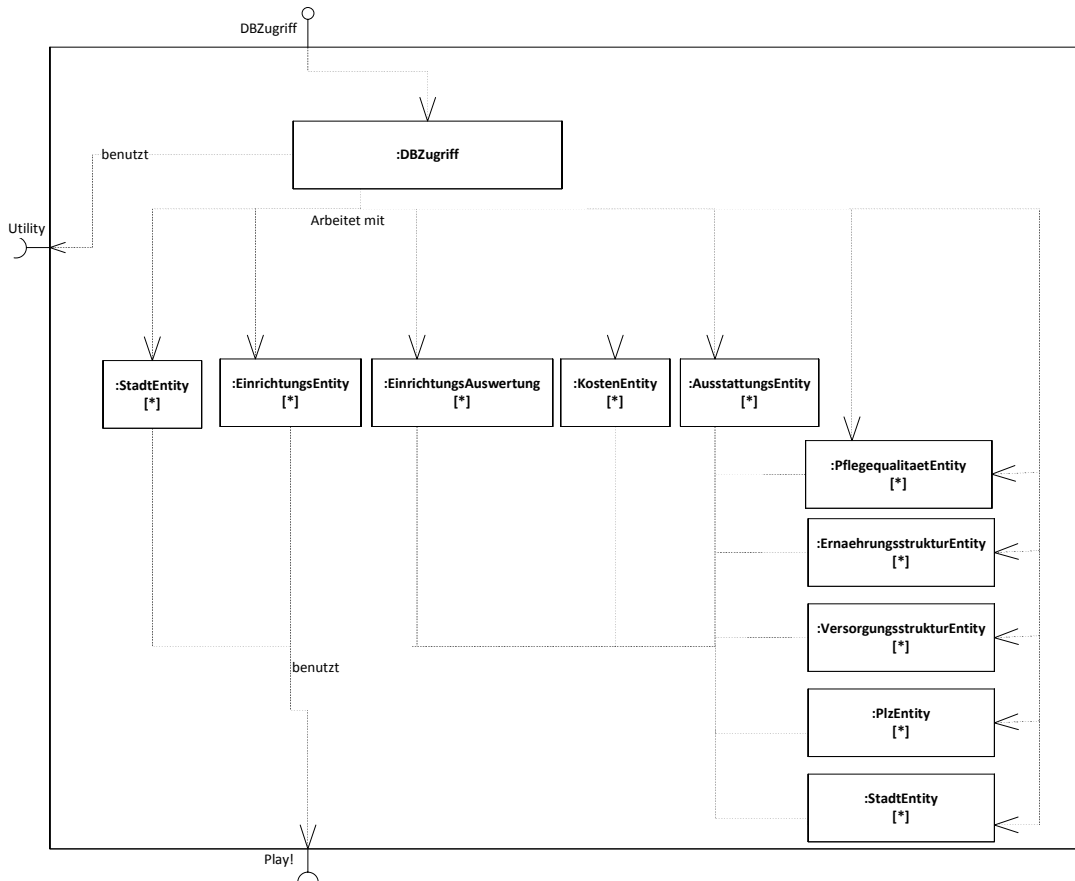 DBZugriff
:DBZugriff
benutzt
Arbeitet mit
Utility
:StadtEntity
[*]
:EinrichtungsEntity
[*]
:EinrichtungsAuswertung
[*]
:KostenEntity
[*]
:AusstattungsEntity
[*]
:PflegequalitaetEntity
[*]
:ErnaehrungsstrukturEntity
[*]
:VersorgungsstrukturEntity
[*]
benutzt
:PlzEntity
[*]
:StadtEntity
[*]
Play!